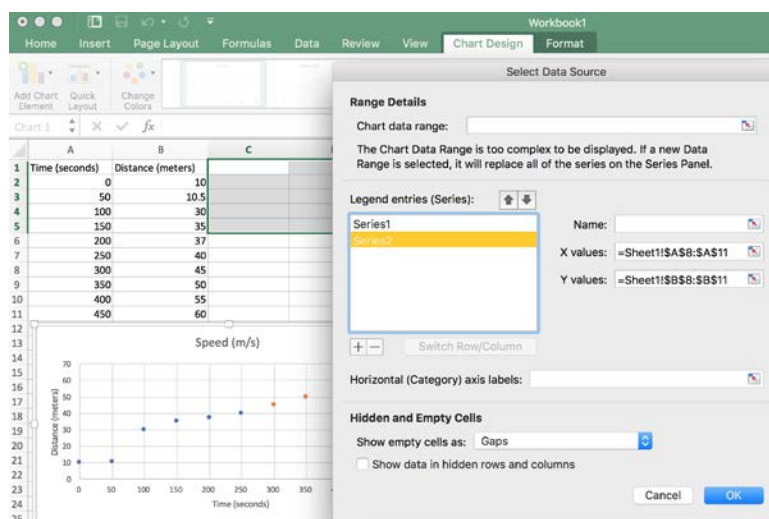 Workbook1
Home Insert Page Layout Formulas Data Review View Chart Design Format
Add Chart Element
Quick Layout
Change Colors
Chart 1 fx
Select Data Source
Range Details
Chart data range:
The Chart Data Range is too complex to be displayed. If a new Data
Range is selected, it will replace all of the series on the Series Panel.
Legend entries (Series):
Series1
Series2
Name:
X values: =Sheet1!$A$8:$A$11
Y values: =Sheet1!$B$8:$B$11
Switch Row/Column
Horizontal (Category) axis labels:
Hidden and Empty Cells
Show empty cells as: Gaps
Show data in hidden rows and columns
Cancel OK
A B C
1 Time (seconds) Distance (meters)
2 0 10
3 50 10.5
4 100 30
5 150 35
6 200 37
7 250 40
8 300 45
9 350 50
10 400 55
11 450 60
12
13
14
15
16
17
18
19
20
21
22
23
24
25
Speed (m/s)
Distance (meters)
70
60
50
40
30
20
10
0
0 50 100 150 200 250 300 350
Time (seconds)